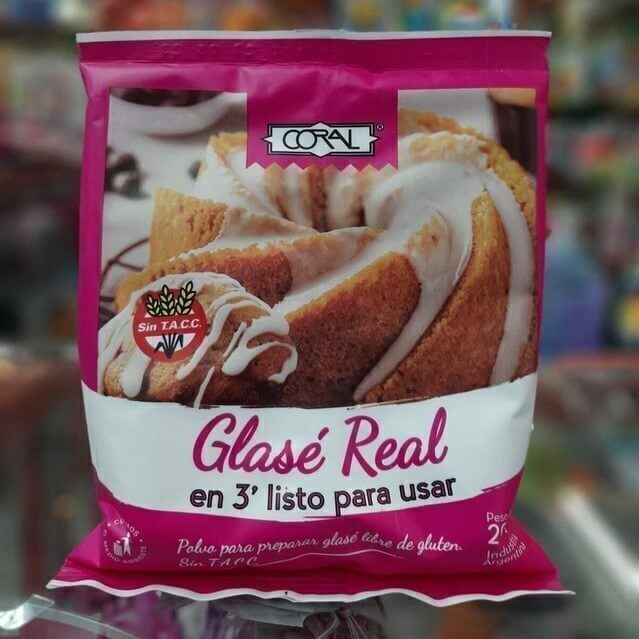 CORAL
Sin T.A.C.C.
Glasé Real
en 3' listo para usar
Polvo para preparar glasé libre de gluten.
Sin T.A.C.C.
Peso
Industria
Argentina